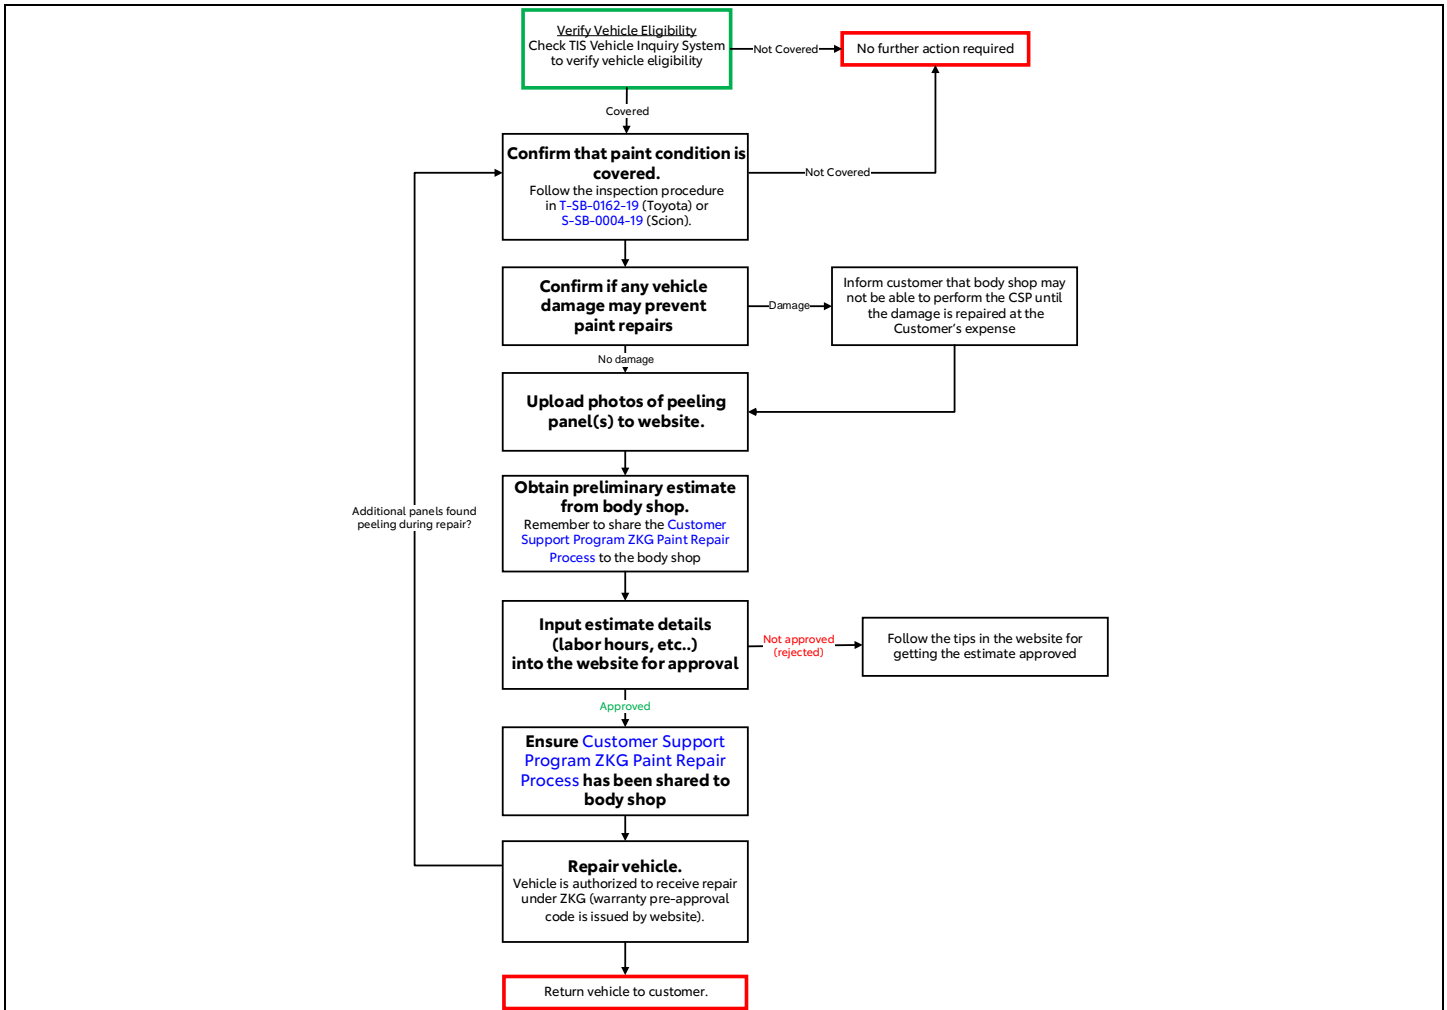 Verify Vehicle Eligibility
Check TIS Vehicle Inquiry System
to verify vehicle eligibility
Not Covered
No further action required
Covered
Confirm that paint condition is
covered.
Follow the inspection procedure
in T-SB-0162-19 (Toyota) or
S-SB-0004-19 (Scion).
Not Covered
Confirm if any vehicle
damage may prevent
paint repairs
Damage
Inform customer that body shop may
not be able to perform the CSP until
the damage is repaired at the
Customer’s expense
No damage
Upload photos of peeling
panel(s) to website.
Obtain preliminary estimate
from body shop.
Remember to share the Customer
Support Program ZKG Paint Repair
Process to the body shop
Additional panels found
peeling during repair?
Input estimate details
(labor hours, etc..)
into the website for approval
Not approved
(rejected)
Follow the tips in the website for
getting the estimate approved
Approved
Ensure Customer Support
Program ZKG Paint Repair
Process has been shared to
body shop
Repair vehicle.
Vehicle is authorized to receive repair
under ZKG (warranty pre-approval
code is issued by website).
Return vehicle to customer.